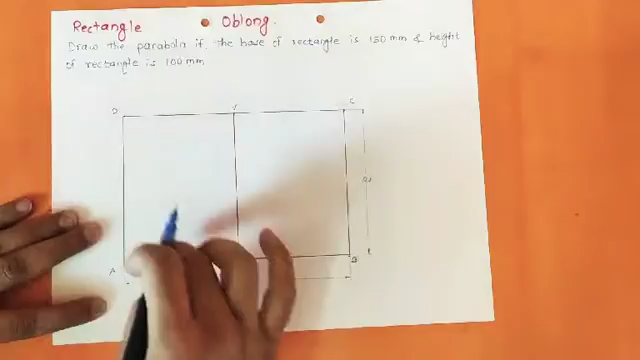 Rectangle Oblong.
Draw the parabola if the base of rectangle is 150 mm & height
of rectangle is 100 mm
D V C
A B